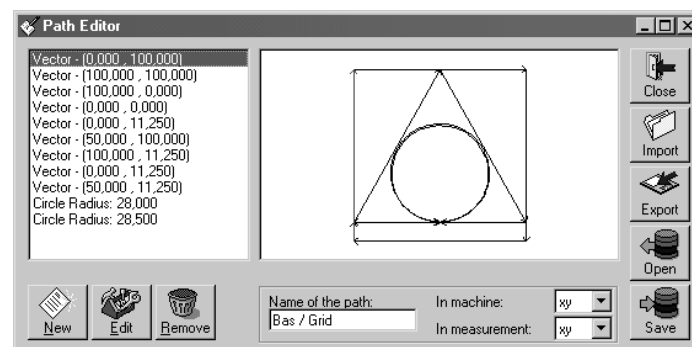 Path Editor
Vector - (0,000 , 100,000)
Vector - (100,000 , 100,000)
Vector - (100,000 , 0,000)
Vector - (0,000 , 0,000)
Vector - (0,000 , 11,250)
Vector - (50,000 , 100,000)
Vector - (100,000 , 11,250)
Vector - (0,000 , 11,250)
Vector - (50,000 , 11,250)
Circle Radius: 28,000
Circle Radius: 28,500
Close
Import
Export
Open
Save
New
Edit
Remove
Name of the path:
Bas / Grid
In machine:
xy
In measurement:
xy